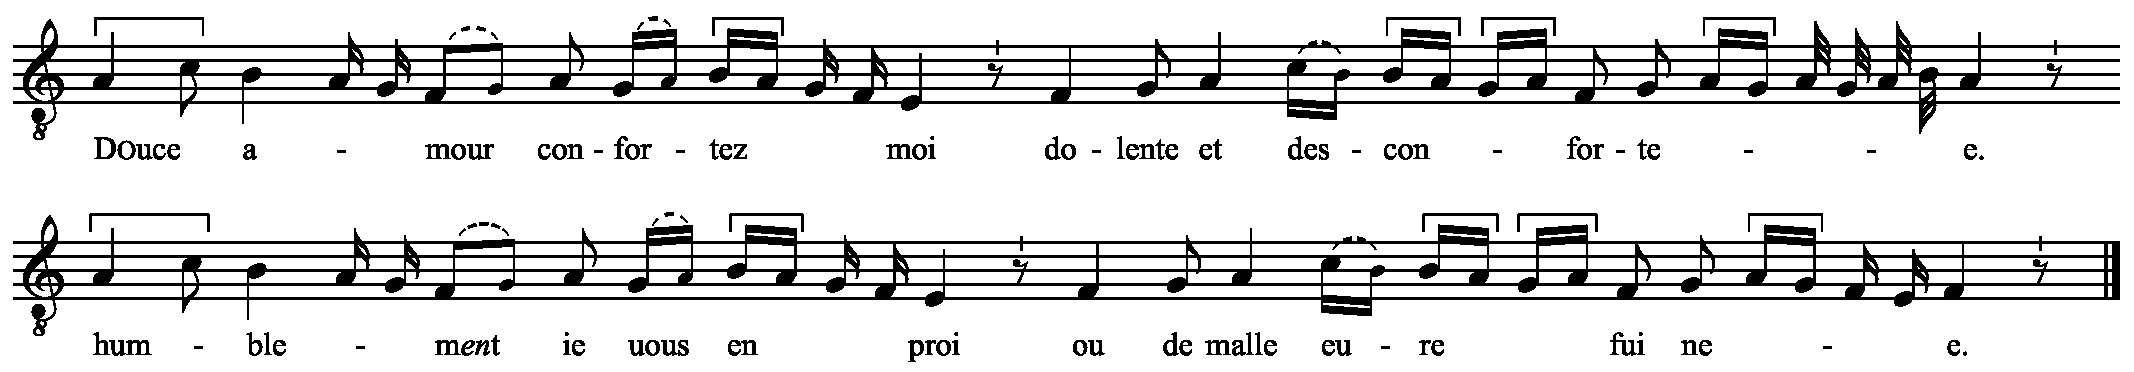 DOuce a - mour con - for - tez moi do - lente et des - con - for - te - - e.
hum - ble - ment ie uous en proi ou de malle eu - re fui ne - e.